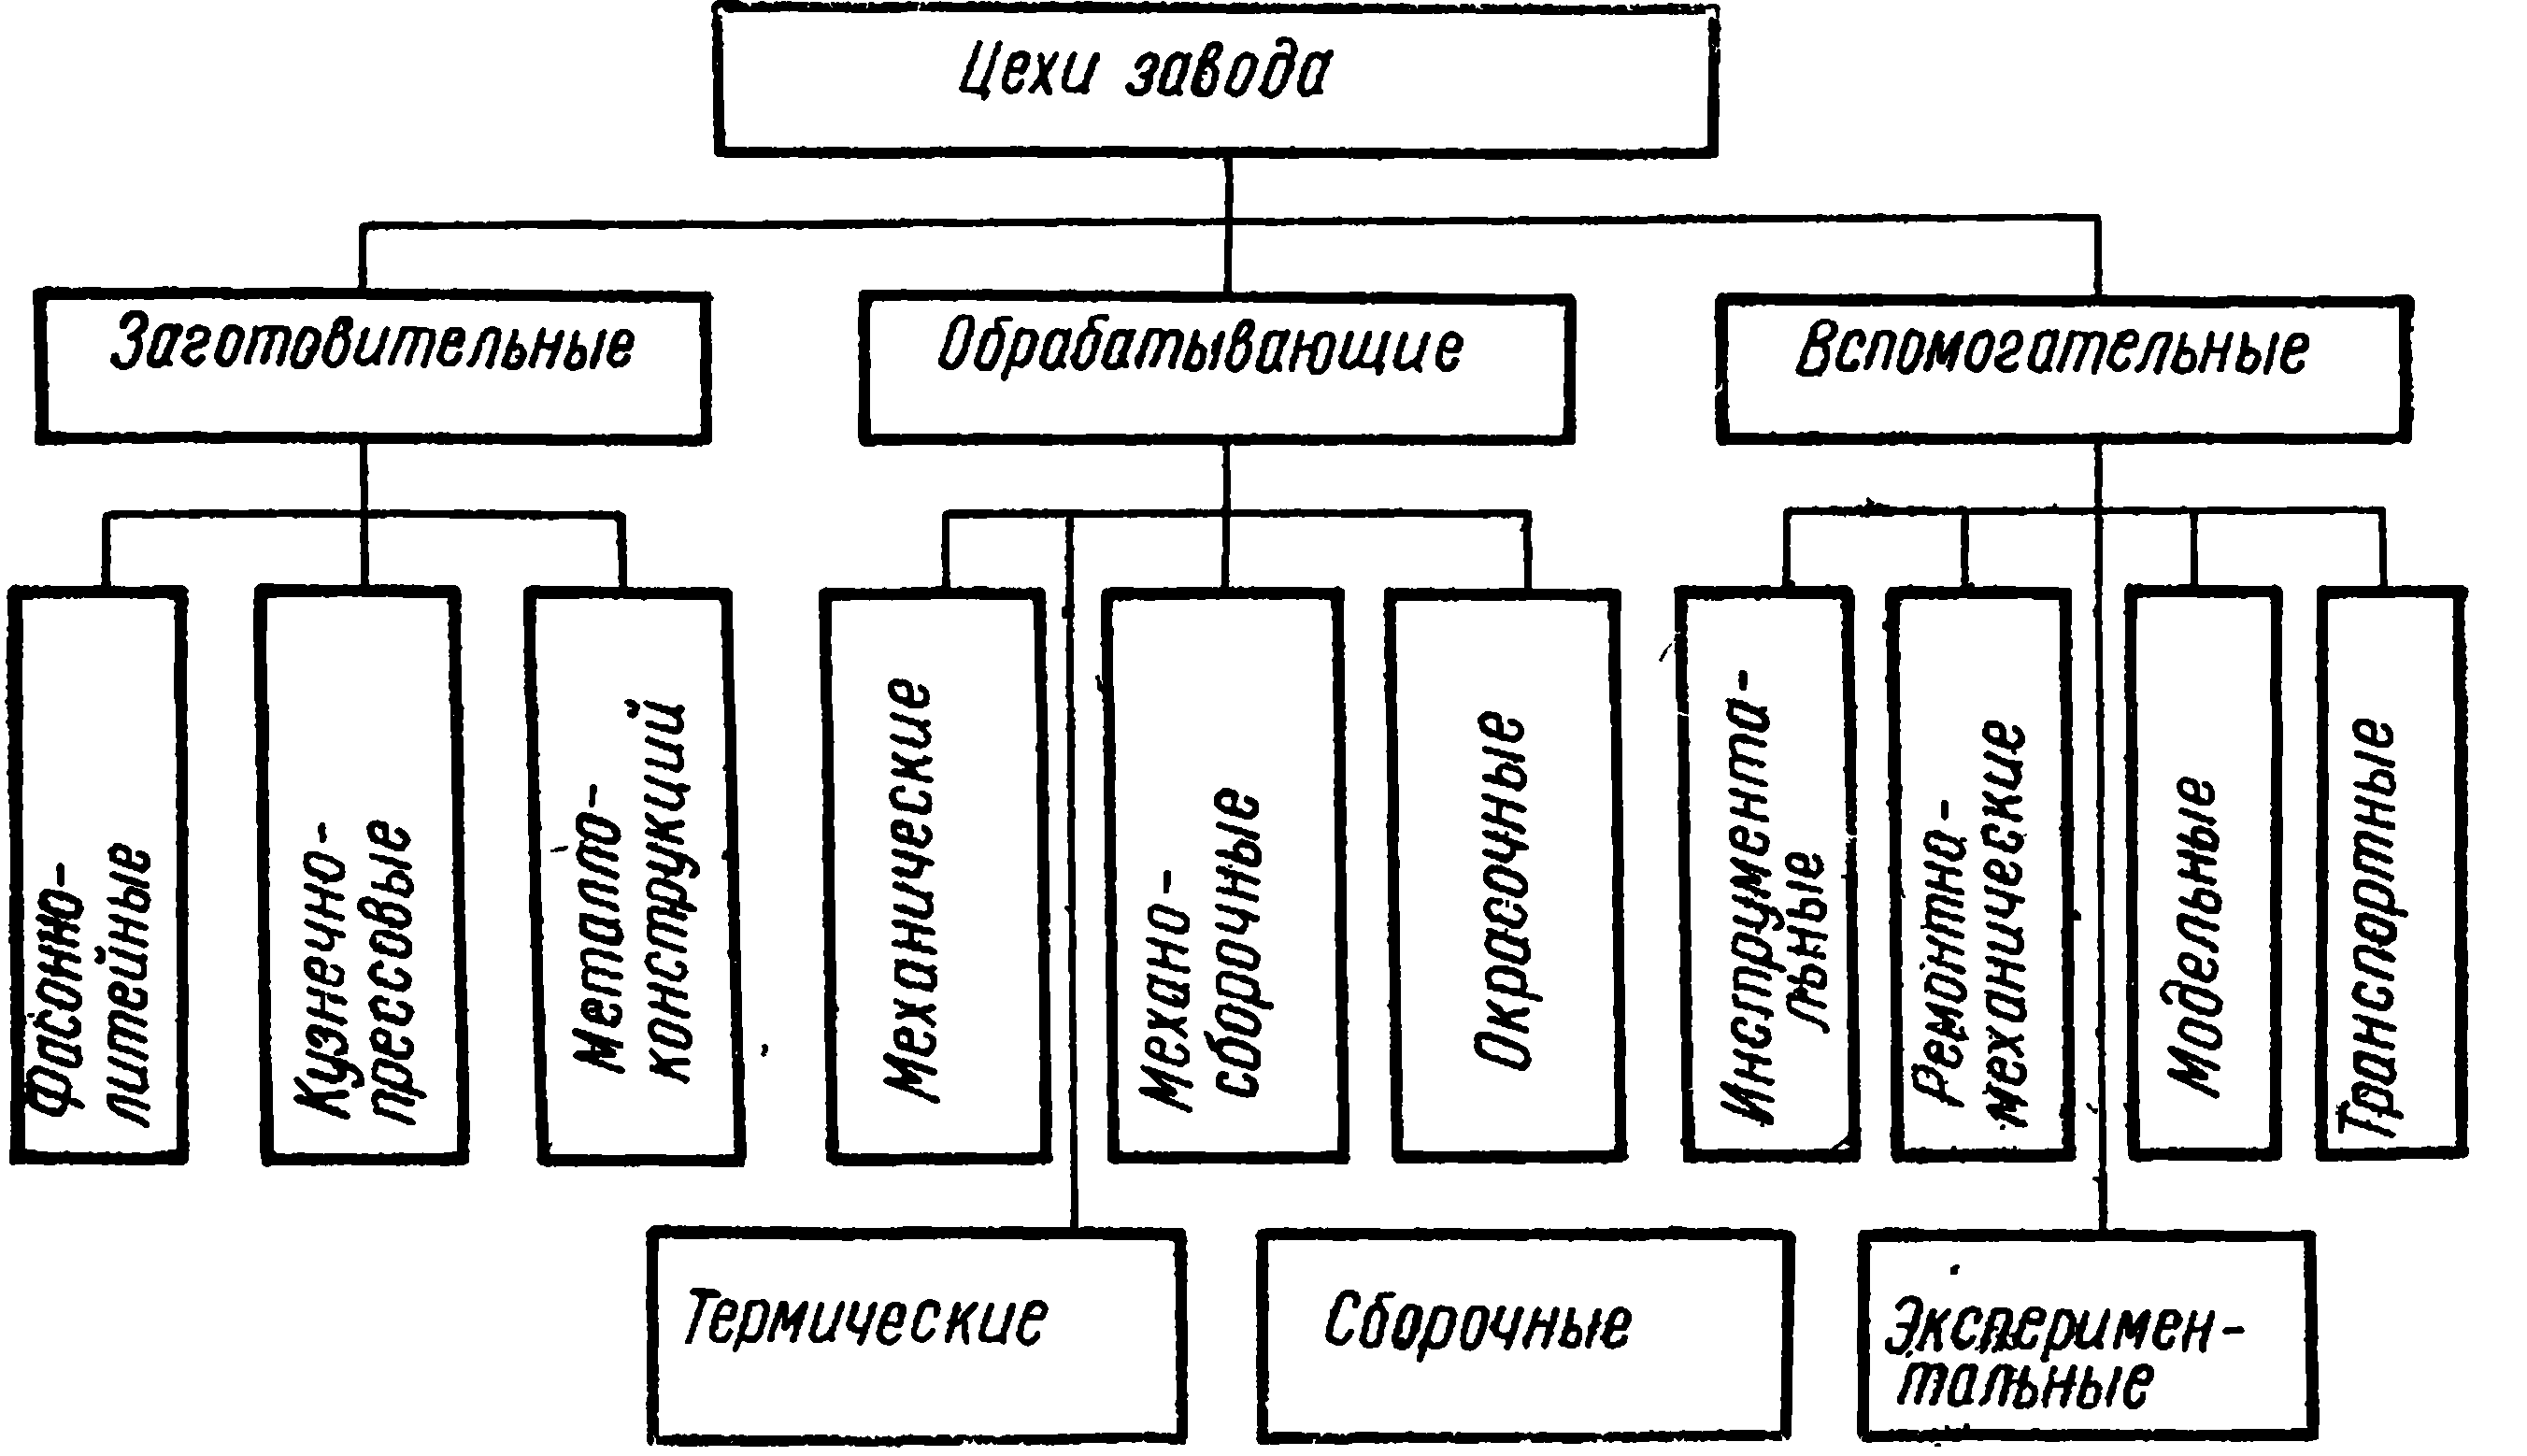 Цехи завода
Заготовительные
Обрабатывающие
Вспомогательные
Фасонно-
литейные
Кузнечно-
прессовые
Металло-
конструкций
Механические
Механо-
сборочные
Окрасочные
Инструмента-
льные
Ремонтно-
механические
Модельные
Транспортные
Термические
Сборочные
Эксперимен-
тальные